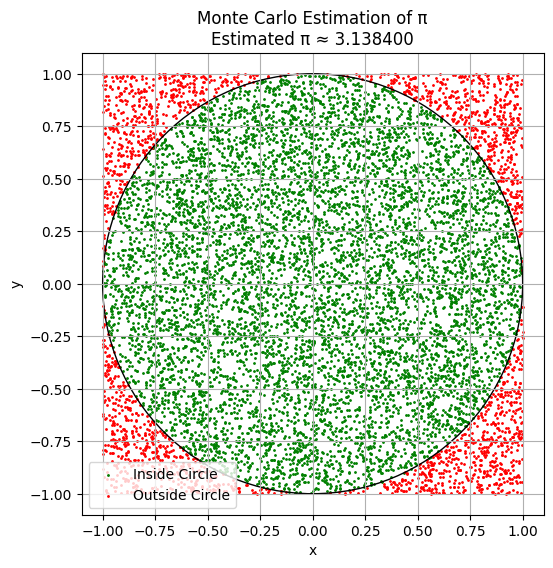 Monte Carlo Estimation of π
Estimated π ≈ 3.138400
1.00
0.75
0.50
0.25
0.00
−0.25
−0.50
−0.75
−1.00
y
Inside Circle
Outside Circle
−1.00 −0.75 −0.50 −0.25 0.00 0.25 0.50 0.75 1.00
x